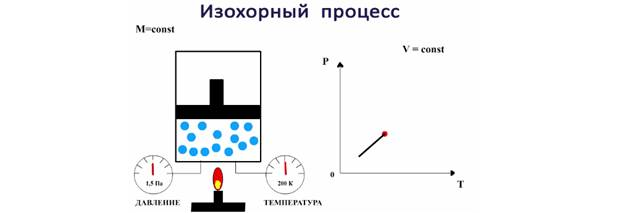 Изохорный процесс
M=const
V = const
P
1,5 Па
200 К
0
T
ДАВЛЕНИЕ
ТЕМПЕРАТУРА